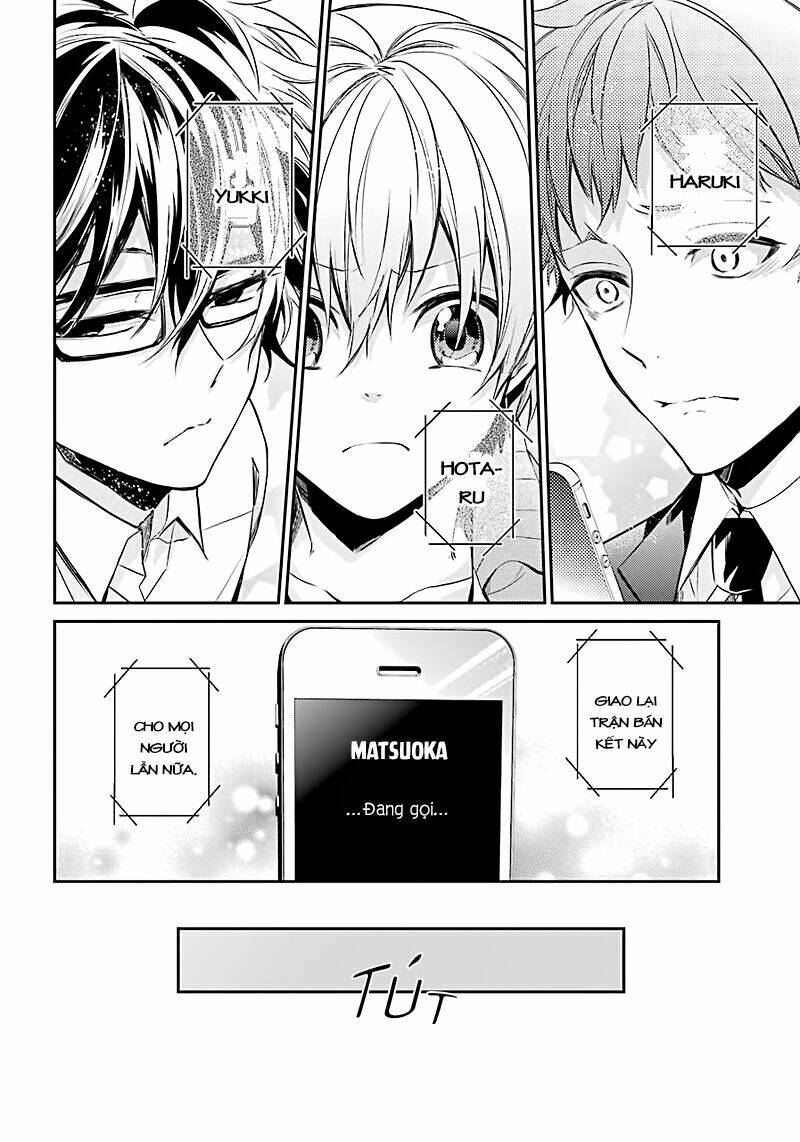 HARUKI
HOTA-
RU
YUKKI
GIAO LẠI
TRẬN BÁN
KẾT NÀY
MATSUOKA
...Đang gọi...
CHO MỌI
NGƯỜI
LẦN NỮA.
TÚT